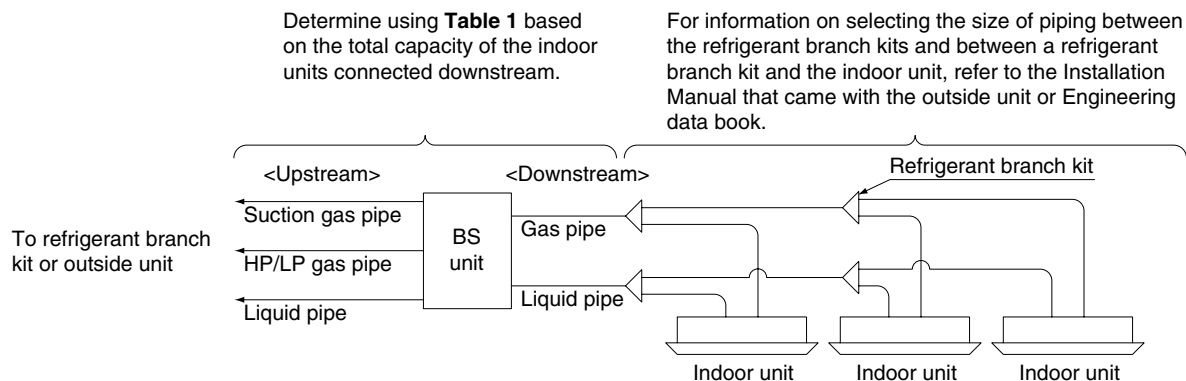 Determine using Table 1 based
on the total capacity of the indoor
units connected downstream.
For information on selecting the size of piping between
the refrigerant branch kits and between a refrigerant
branch kit and the indoor unit, refer to the Installation
Manual that came with the outside unit or Engineering
data book.
<Upstream>
<Downstream>
Refrigerant branch kit
Suction gas pipe
To refrigerant branch
kit or outside unit
HP/LP gas pipe
Liquid pipe
BS
unit
Gas pipe
Liquid pipe
Indoor unit
Indoor unit
Indoor unit